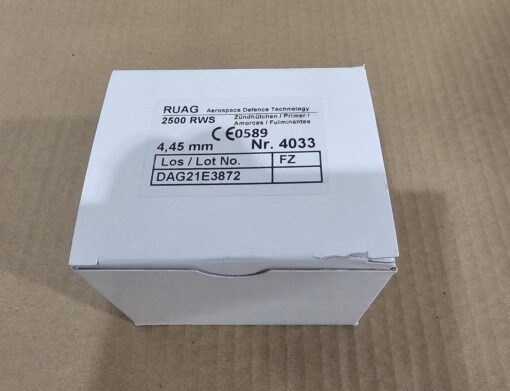 RUAG Aerospace Defence Technology
2500 RWS Zündhütchen / Primer /
Amorces / Fulminantes
CE0589
4,45 mm Nr. 4033
Los / Lot No. FZ
DAG21E3872